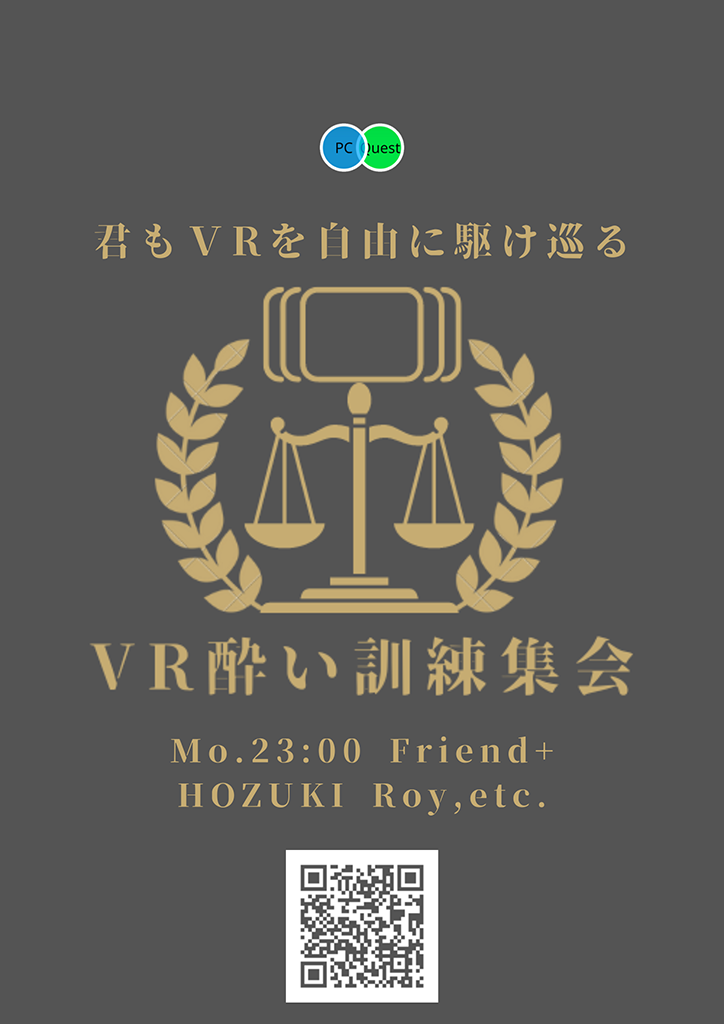 PC Quest
君もVRを自由に駆け巡る
VR酔い訓練集会
Mo.23:00 Friend+
HOZUKI Roy,etc.